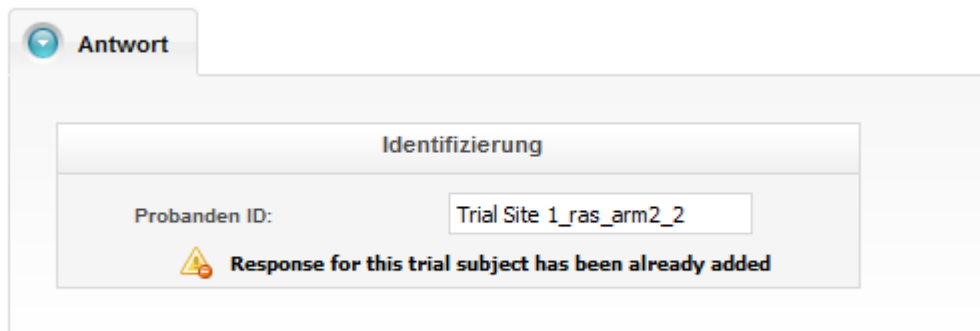 Antwort
Identifizierung
Probanden ID: Trial Site 1_ras_arm2_2
Response for this trial subject has been already added